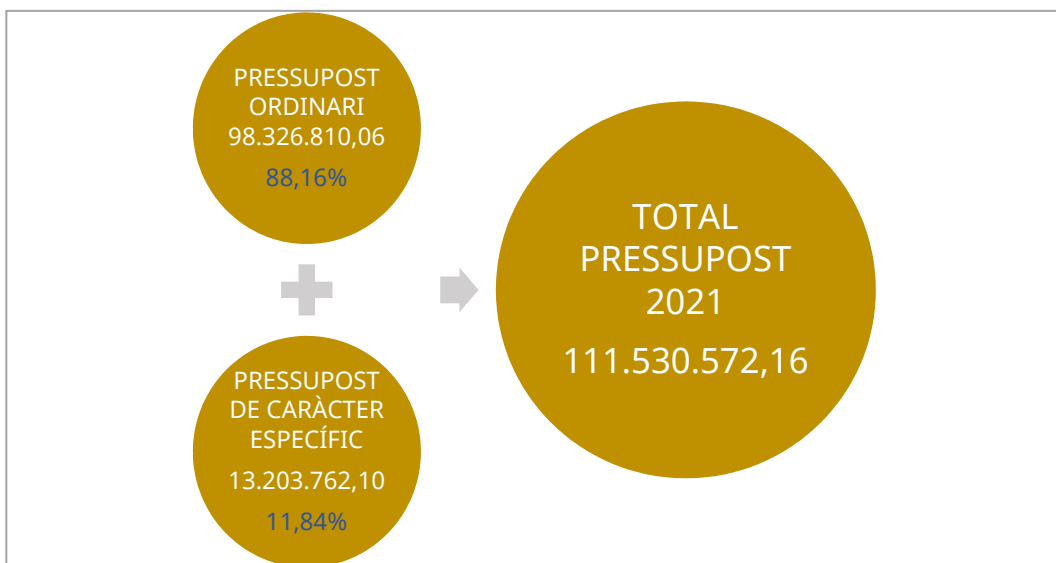 PRESSUPOST
ORDINARI
98.326.810,06
88,16%
PRESSUPOST
DE CARÀCTER
ESPECÍFIC
13.203.762,10
11,84%
TOTAL
PRESSUPOST
2021
111.530.572,16